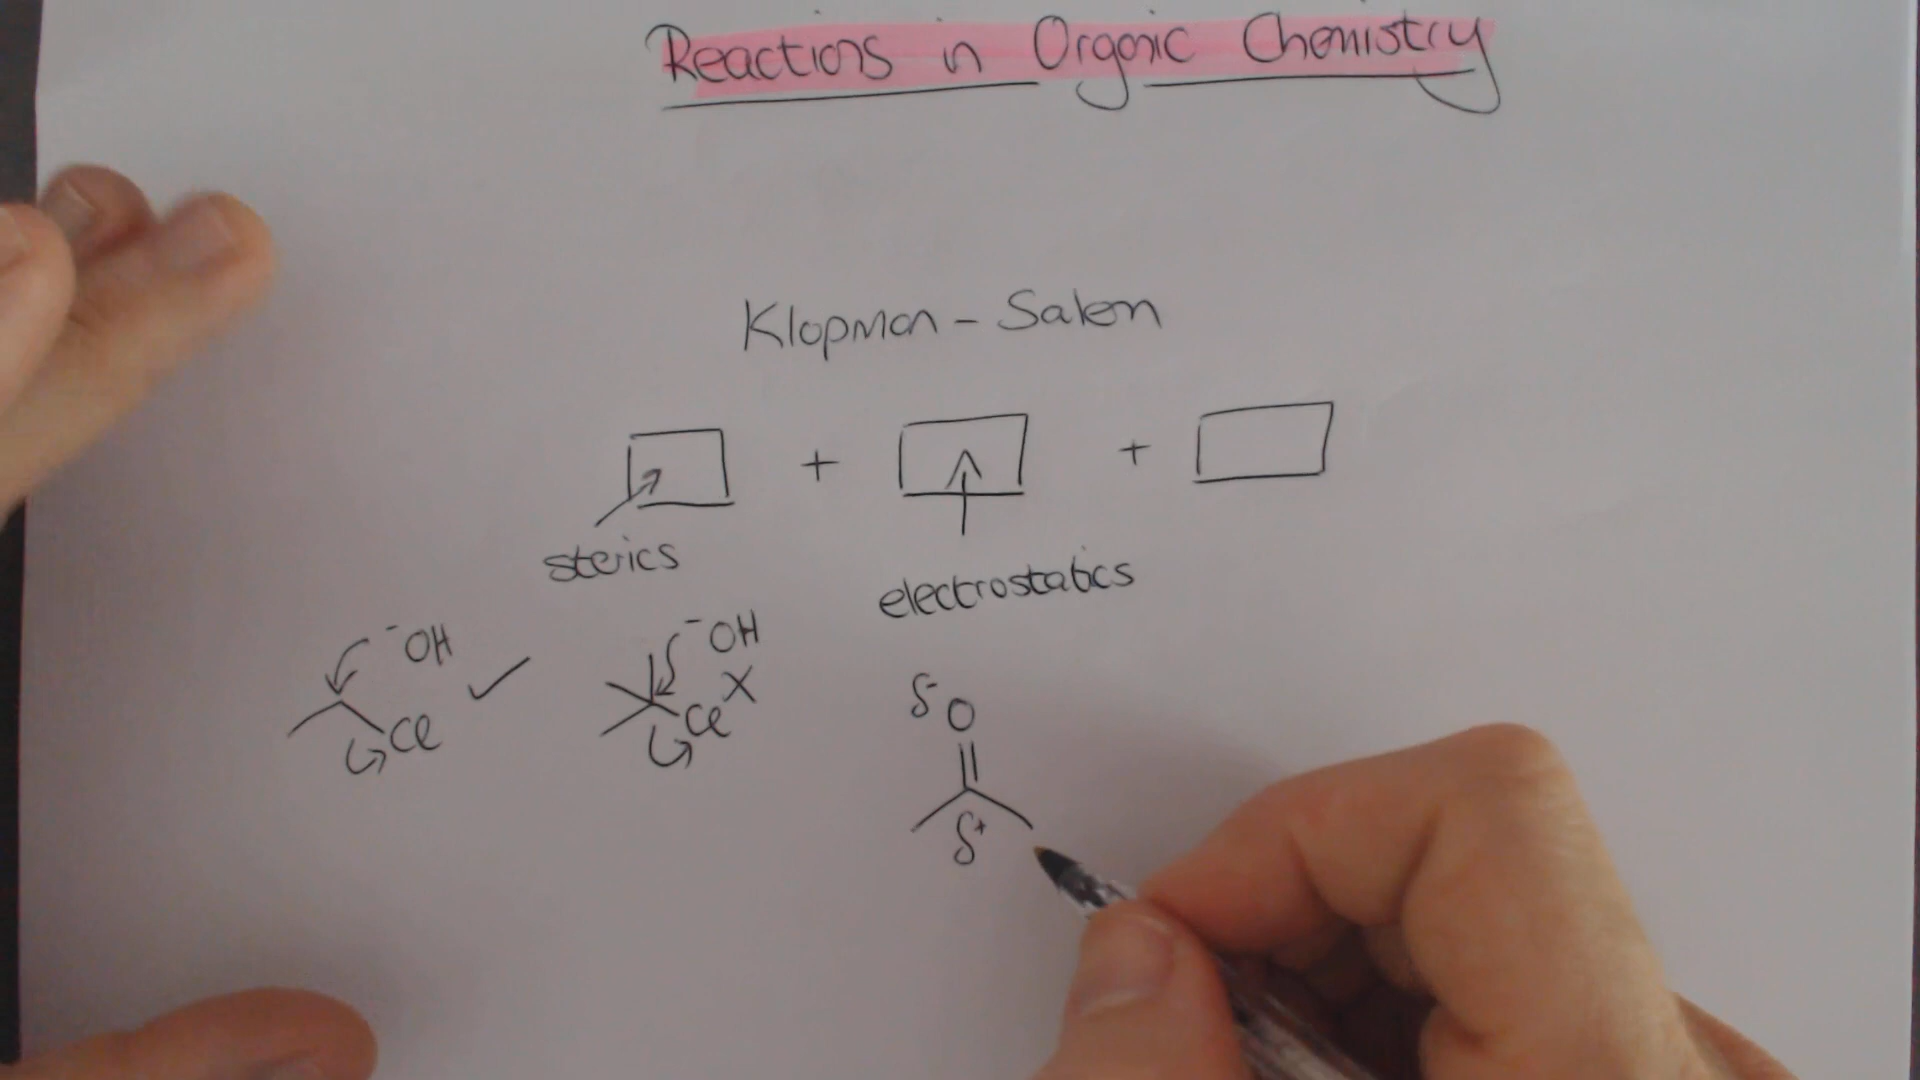 Reactions in Organic Chemistry
Klopman - Salem
+ +
sterics
electrostatics
⁻OH ✓ Cl
⁻OH X Cl
δ⁻ O
δ⁺